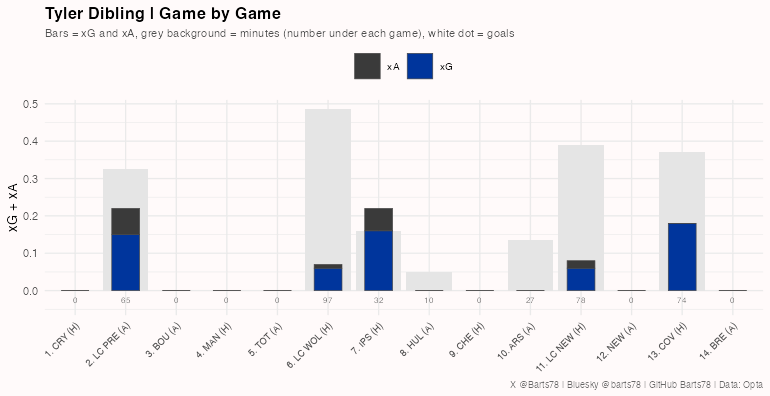 Tyler Dibling | Game by Game
Bars = xG and xA, grey background = minutes (number under each game), white dot = goals
xA xG
xG + xA
0.5
0.4
0.3
0.2
0.1
0.0
0 65 0 0 0 97 32 10 0 27 78 0 74 0
1. CRY (H)
2. LC PRE (A)
3. BOU (A)
4. MAN (H)
5. TOT (A)
6. LC WOL (H)
7. IPS (H)
8. HUL (A)
9. CHE (H)
10. ARS (A)
11. LC NEW (H)
12. NEW (A)
13. COV (H)
14. BRE (A)
X @Barts78 | Bluesky @barts78 | GitHub Barts78 | Data: Opta